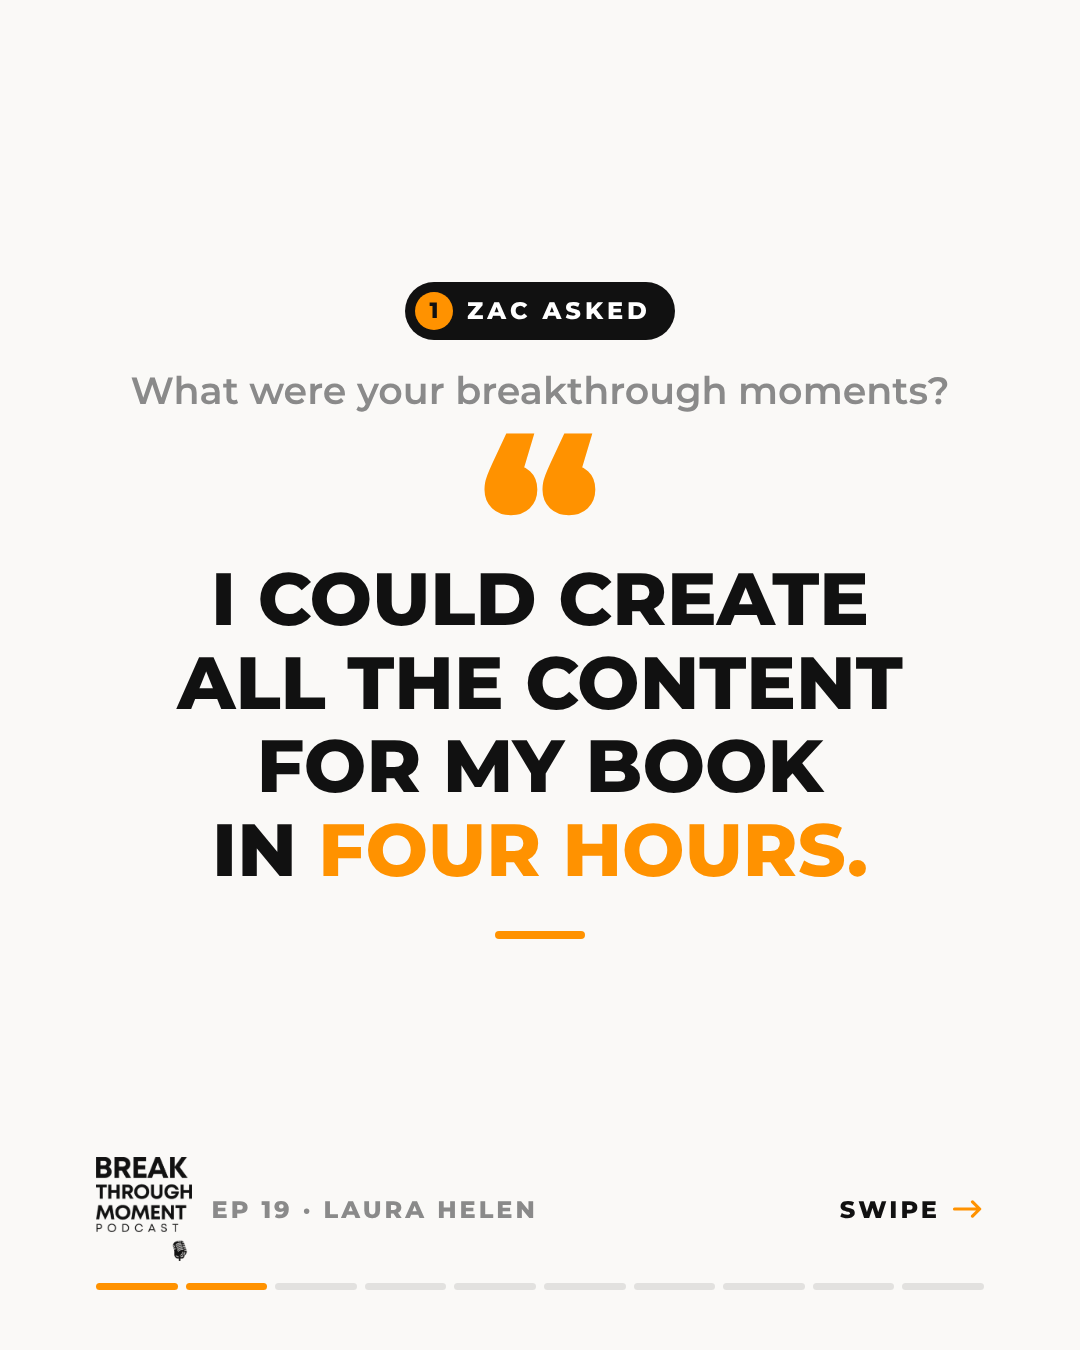 1 ZAC ASKED
What were your breakthrough moments?
“
I COULD CREATE
ALL THE CONTENT
FOR MY BOOK
IN FOUR HOURS.
BREAK
THROUGH
MOMENT
PODCAST
EP 19 · LAURA HELEN
SWIPE →